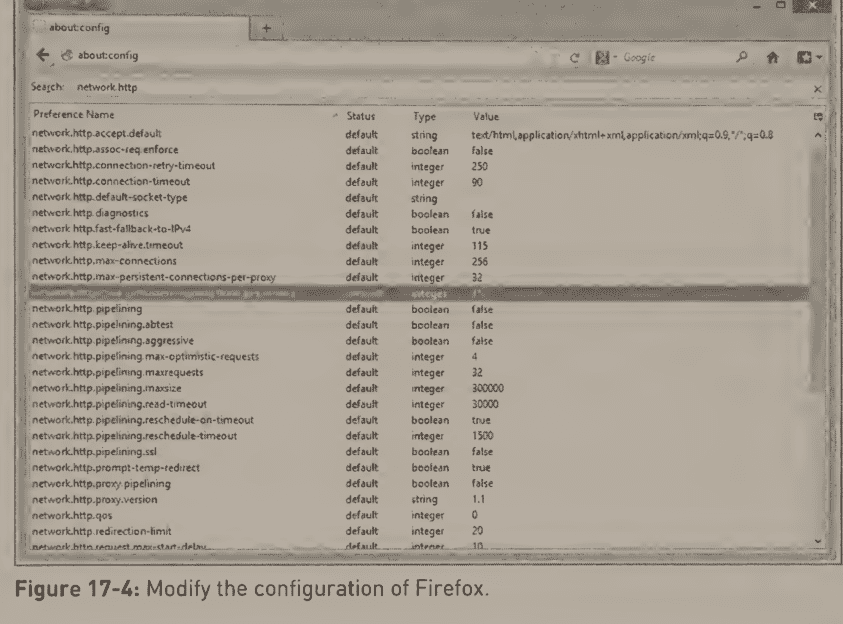 about:config
+
about:config
Google
Search: network.http
Preference Name Status Type Value
network.http.accept.default default string text/html,application/xhtml+xml,application/xml;q=0.9,*/*;q=0.8
network.http.assoc-req.enforce default boolean false
network.http.connection-retry-timeout default integer 250
network.http.connection-timeout default integer 90
network.http.default-socket-type default string
network.http.diagnostics default boolean false
network.http.fast-fallback-to-IPv4 default boolean true
network.http.keep-alive.timeout default integer 115
network.http.max-connections default integer 256
network.http.max-persistent-connections-per-proxy default integer 32
integer
network.http.pipelining default boolean false
network.http.pipelining.abtest default boolean false
network.http.pipelining.aggressive default boolean false
network.http.pipelining.max-optimistic-requests default integer 4
network.http.pipelining.maxrequests default integer 32
network.http.pipelining.maxsize default integer 300000
network.http.pipelining.read-timeout default integer 30000
network.http.pipelining.reschedule-on-timeout default boolean true
network.http.pipelining.reschedule-timeout default integer 1500
network.http.pipelining.ssl default boolean false
network.http.prompt-temp-redirect default boolean true
network.http.proxy.pipelining default boolean false
network.http.proxy.version default string 1.1
network.http.qos default integer 0
network.http.redirection-limit default integer 20
network.http.request.max-start-delay default integer 10
Figure 17-4: Modify the configuration of Firefox.